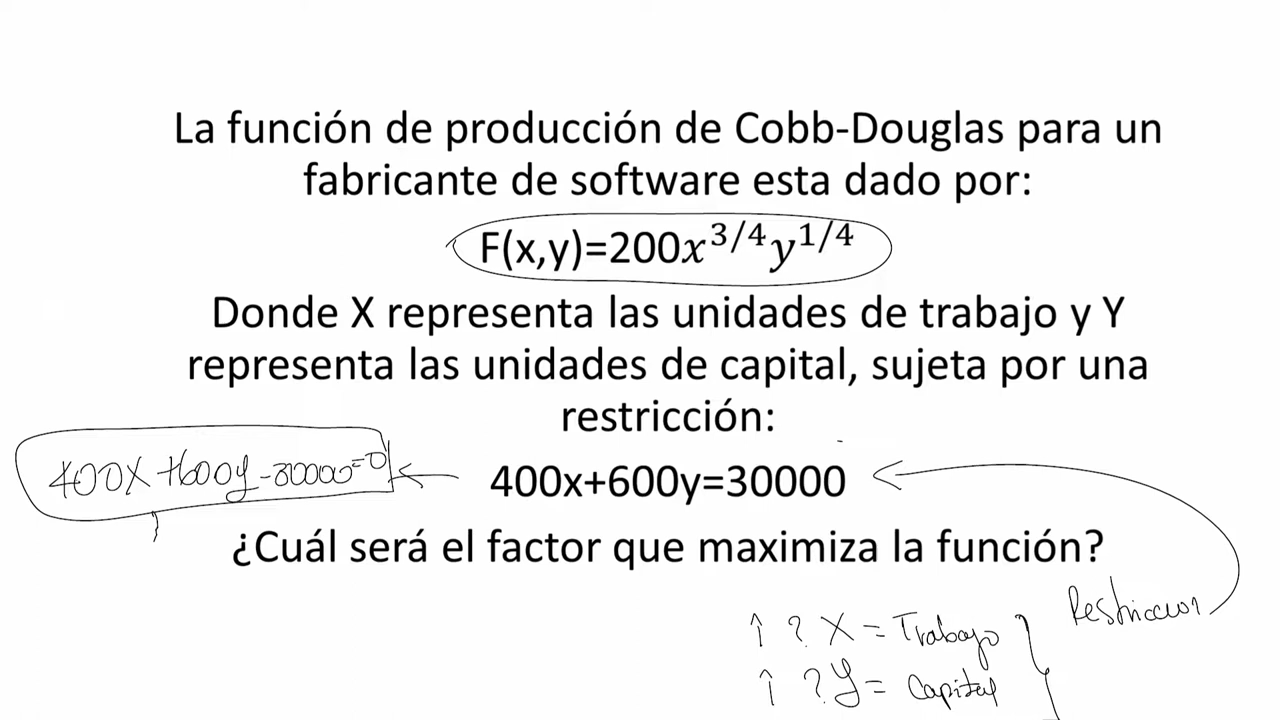 La función de producción de Cobb-Douglas para un
fabricante de software esta dado por:
F(x,y)=200x^{3/4}y^{1/4}
Donde X representa las unidades de trabajo y Y
representa las unidades de capital, sujeta por una
restricción:
400X+600y-30000=0
400x+600y=30000
¿Cuál será el factor que maximiza la función?
Restriccion
↑ ? X = Trabajo
↑ ? y = Capital